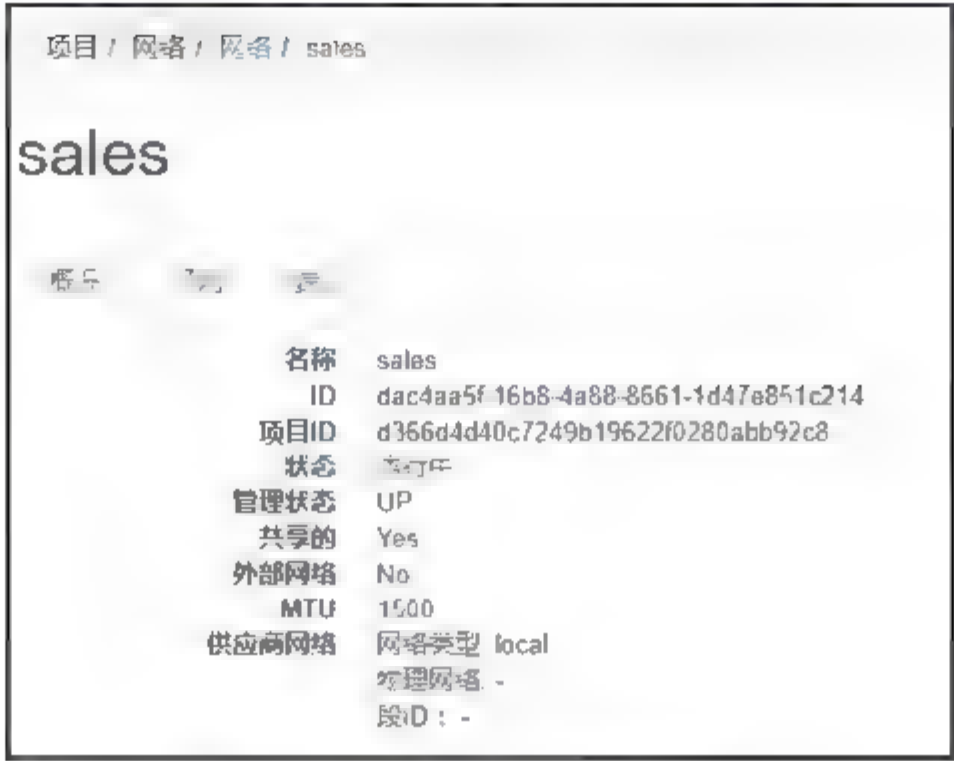 项目 / 网络 / 网络 / sales
sales
名称 sales
ID dac4aa5f-16b8-4a88-8661-1d47e851c214
项目ID d366d4d40c7249b19622f0280abb92c8
状态
管理状态 UP
共享的 Yes
外部网络 No
MTU 1500
供应商网络 网络类型 local
物理网络 -
段ID : -